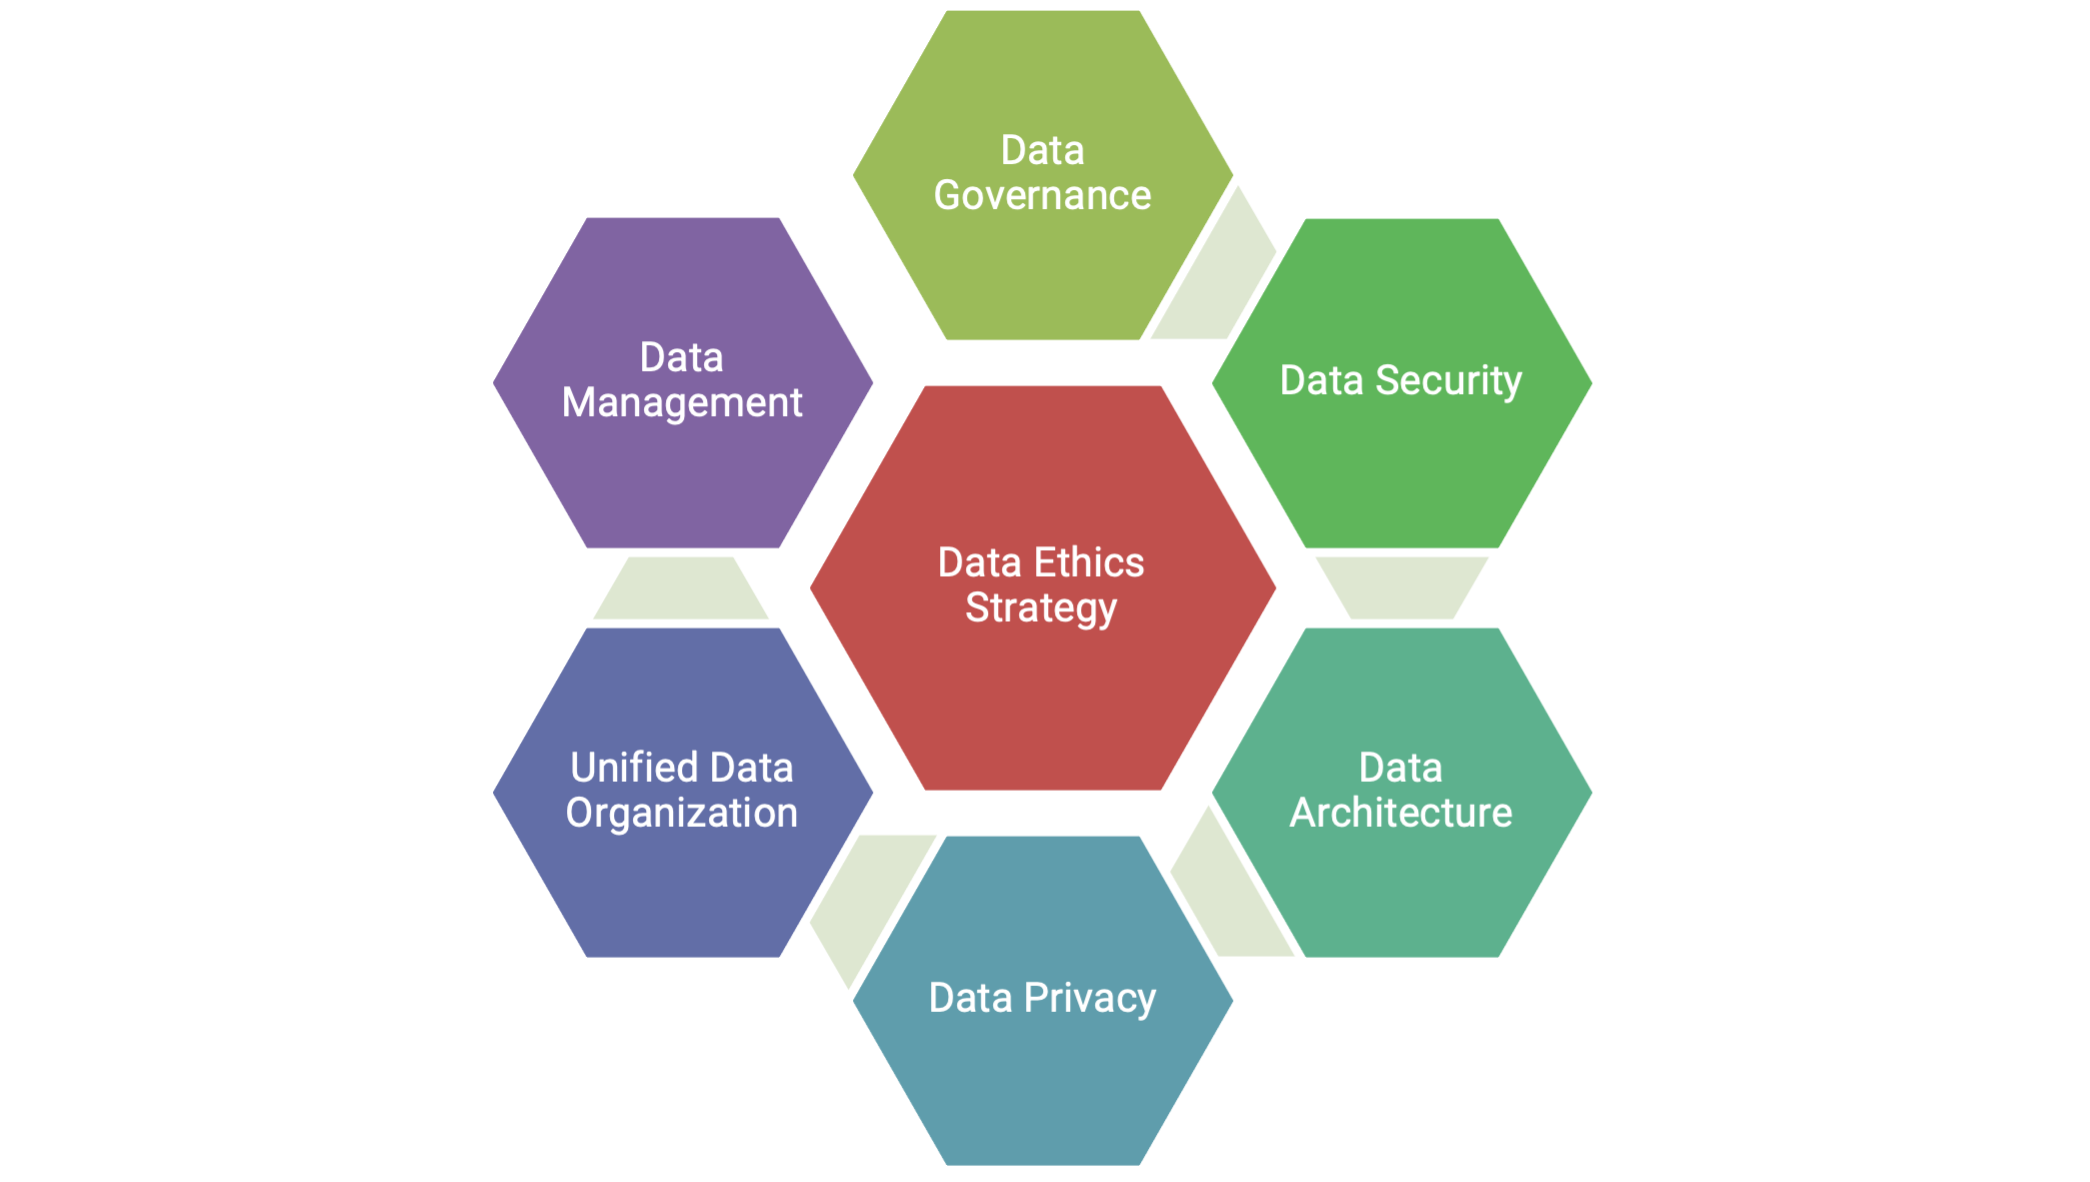 Data
Governance
Data Security
Data
Management
Data Ethics
Strategy
Data
Architecture
Unified Data
Organization
Data Privacy